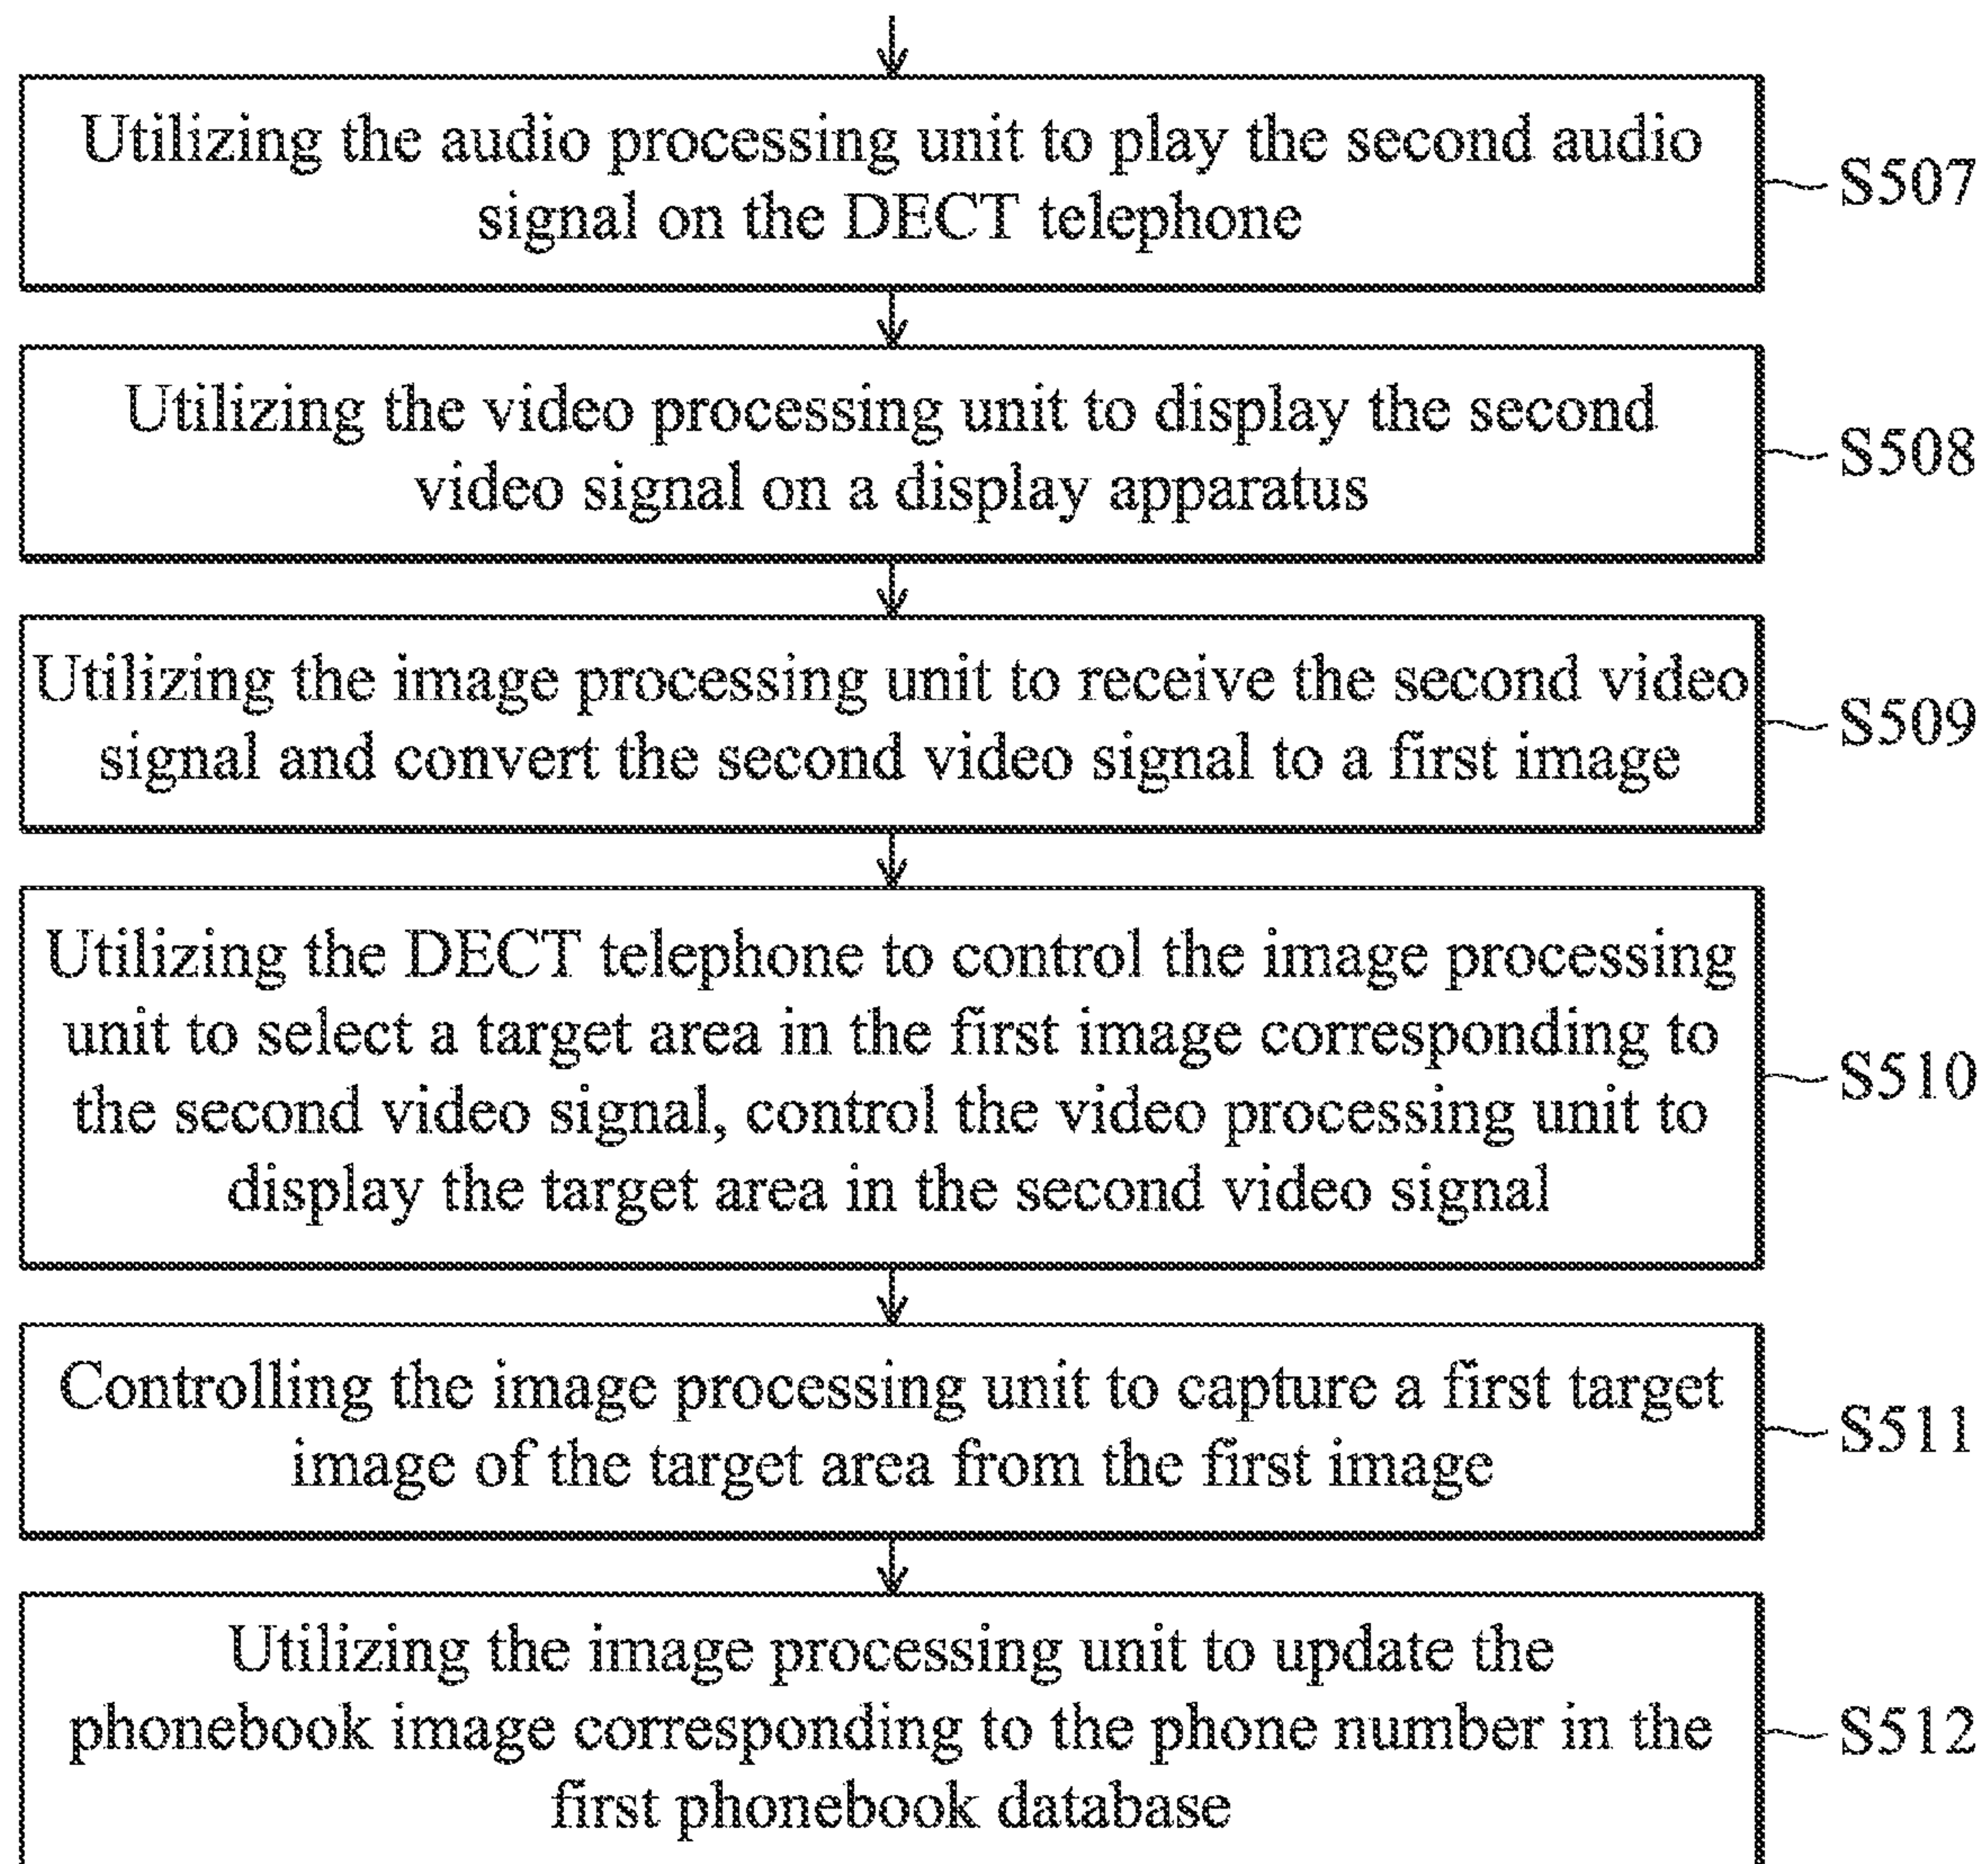 Utilizing the audio processing unit to play the second audio
signal on the DECT telephone
S507
Utilizing the video processing unit to display the second
video signal on a display apparatus
S508
Utilizing the image processing unit to receive the second video
signal and convert the second video signal to a first image
S509
Utilizing the DECT telephone to control the image processing
unit to select a target area in the first image corresponding to
the second video signal, control the video processing unit to
display the target area in the second video signal
S510
Controlling the image processing unit to capture a first target
image of the target area from the first image
S511
Utilizing the image processing unit to update the
phonebook image corresponding to the phone number in the
first phonebook database
S512